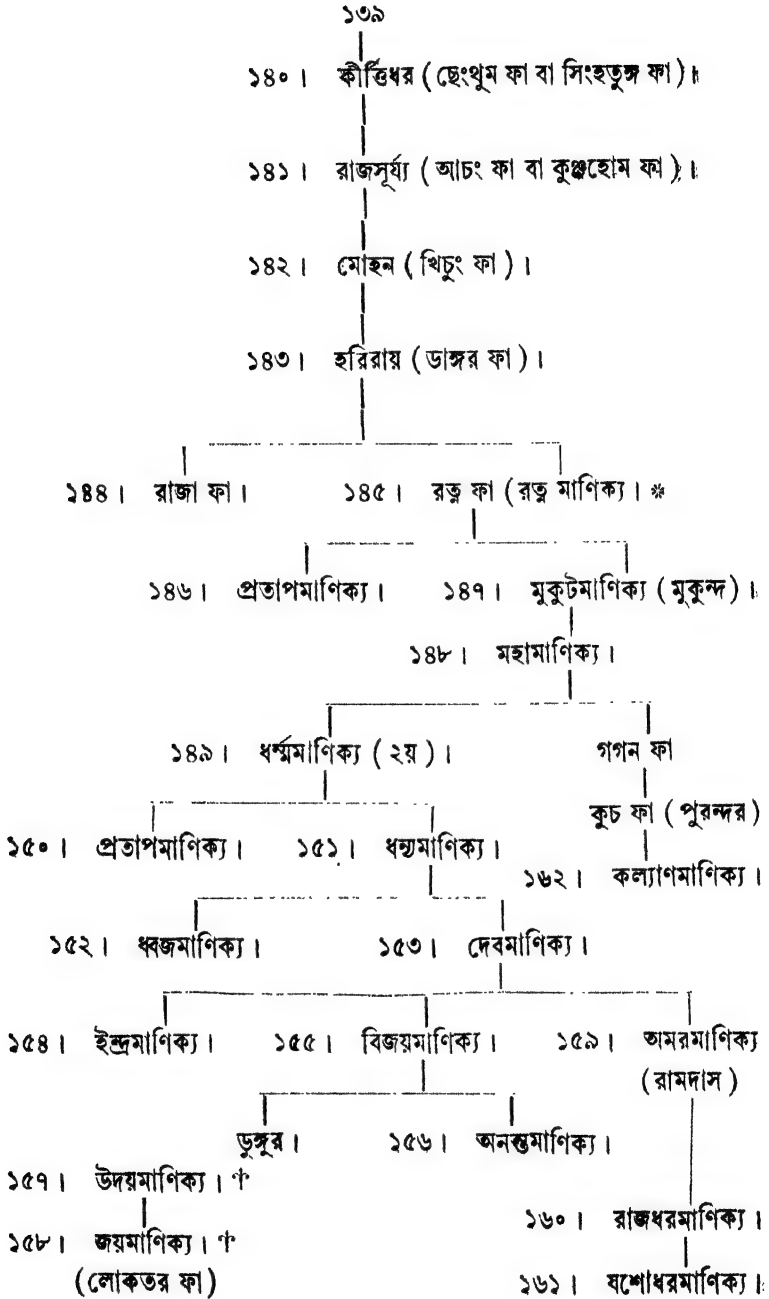 ১৩৯
১৪০। কীর্ত্তিধর (ছেংথুম ফা বা সিংহতুঙ্গ ফা)।
১৪১। রাজসূর্য্য (আচং ফা বা কুঞ্জহোম ফা)।
১৪২। মোহন (খিচুং ফা)।
১৪৩। হরিরায় (ডাঙ্গর ফা)।
১৪৪। রাজা ফা। ১৪৫। রত্ন ফা (রত্ন মাণিক্য। *
১৪৬। প্রতাপমাণিক্য। ১৪৭। মুকুটমাণিক্য (মুকুন্দ)।
১৪৮। মহামাণিক্য।
১৪৯। ধর্ম্মমাণিক্য (২য়)। গগন ফা
কুচ ফা (পুরন্দর)
১৫০। প্রতাপমাণিক্য। ১৫১। ধন্যমাণিক্য।
১৬২। কল্যাণমাণিক্য।
১৫২। ধ্বজমাণিক্য। ১৫৩। দেবমাণিক্য।
১৫৪। ইন্দ্রমাণিক্য। ১৫৫। বিজয়মাণিক্য। ১৫৯। অমরমাণিক্য
(রামদাস)
ডুঙ্গুর। ১৫৬। অনন্তমাণিক্য।
১৫৭। উদয়মাণিক্য। †
১৬০। রাজধরমাণিক্য।
১৫৮। জয়মাণিক্য। †
(লোকতর ফা) ১৬১। যশোধরমাণিক্য।